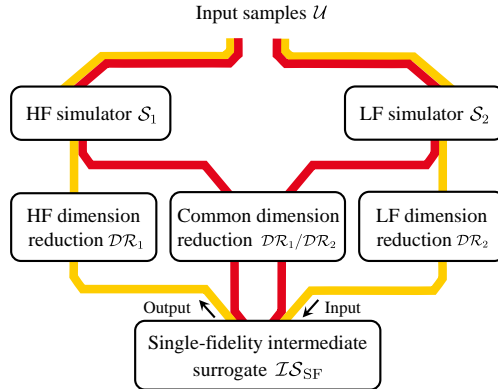 Input samples 𝒰
HF simulator 𝒮₁
LF simulator 𝒮₂
HF dimension
reduction 𝒟ℛ₁
Common dimension
reduction 𝒟ℛ₁/𝒟ℛ₂
LF dimension
reduction 𝒟ℛ₂
Output
Input
Single-fidelity intermediate
surrogate ℐ𝒮_SF